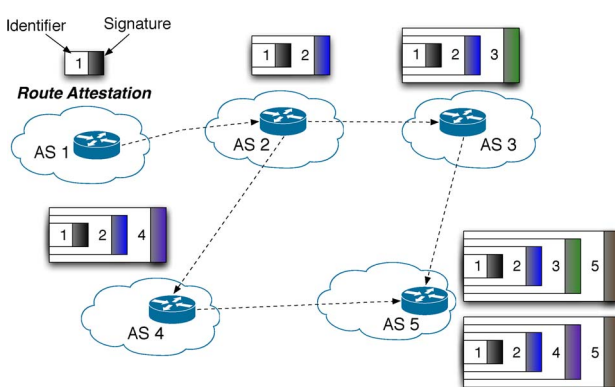 Identifier
Signature
1
Route Attestation
1 2
1 2 3
AS 1
AS 2
AS 3
1 2 4
1 2 3 5
AS 4
AS 5
1 2 4 5